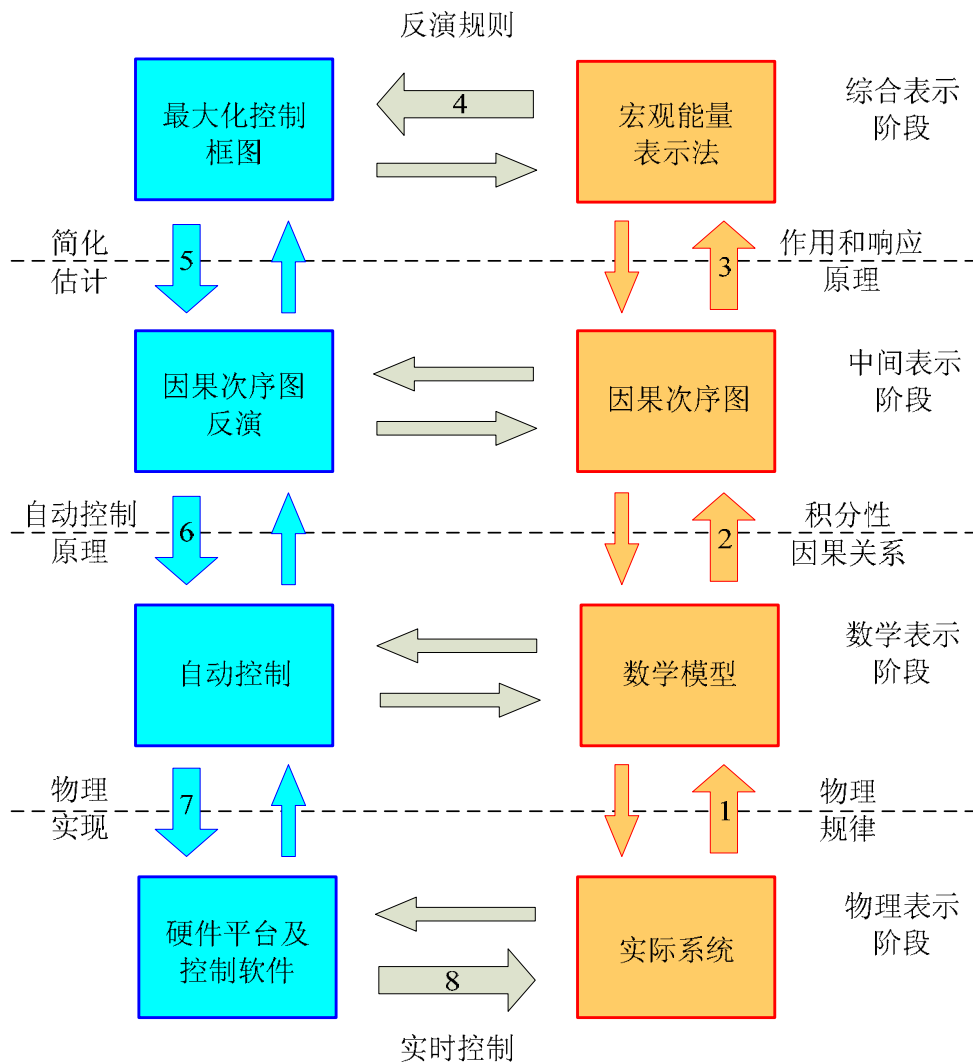 反演规则
最大化控制
框图
4
宏观能量
表示法
综合表示
阶段
简化
估计
5
3
作用和响应
原理
因果次序图
反演
因果次序图
中间表示
阶段
自动控制
原理
6
2
积分性
因果关系
自动控制
数学模型
数学表示
阶段
物理
实现
7
1
物理
规律
硬件平台及
控制软件
8
实际系统
物理表示
阶段
实时控制